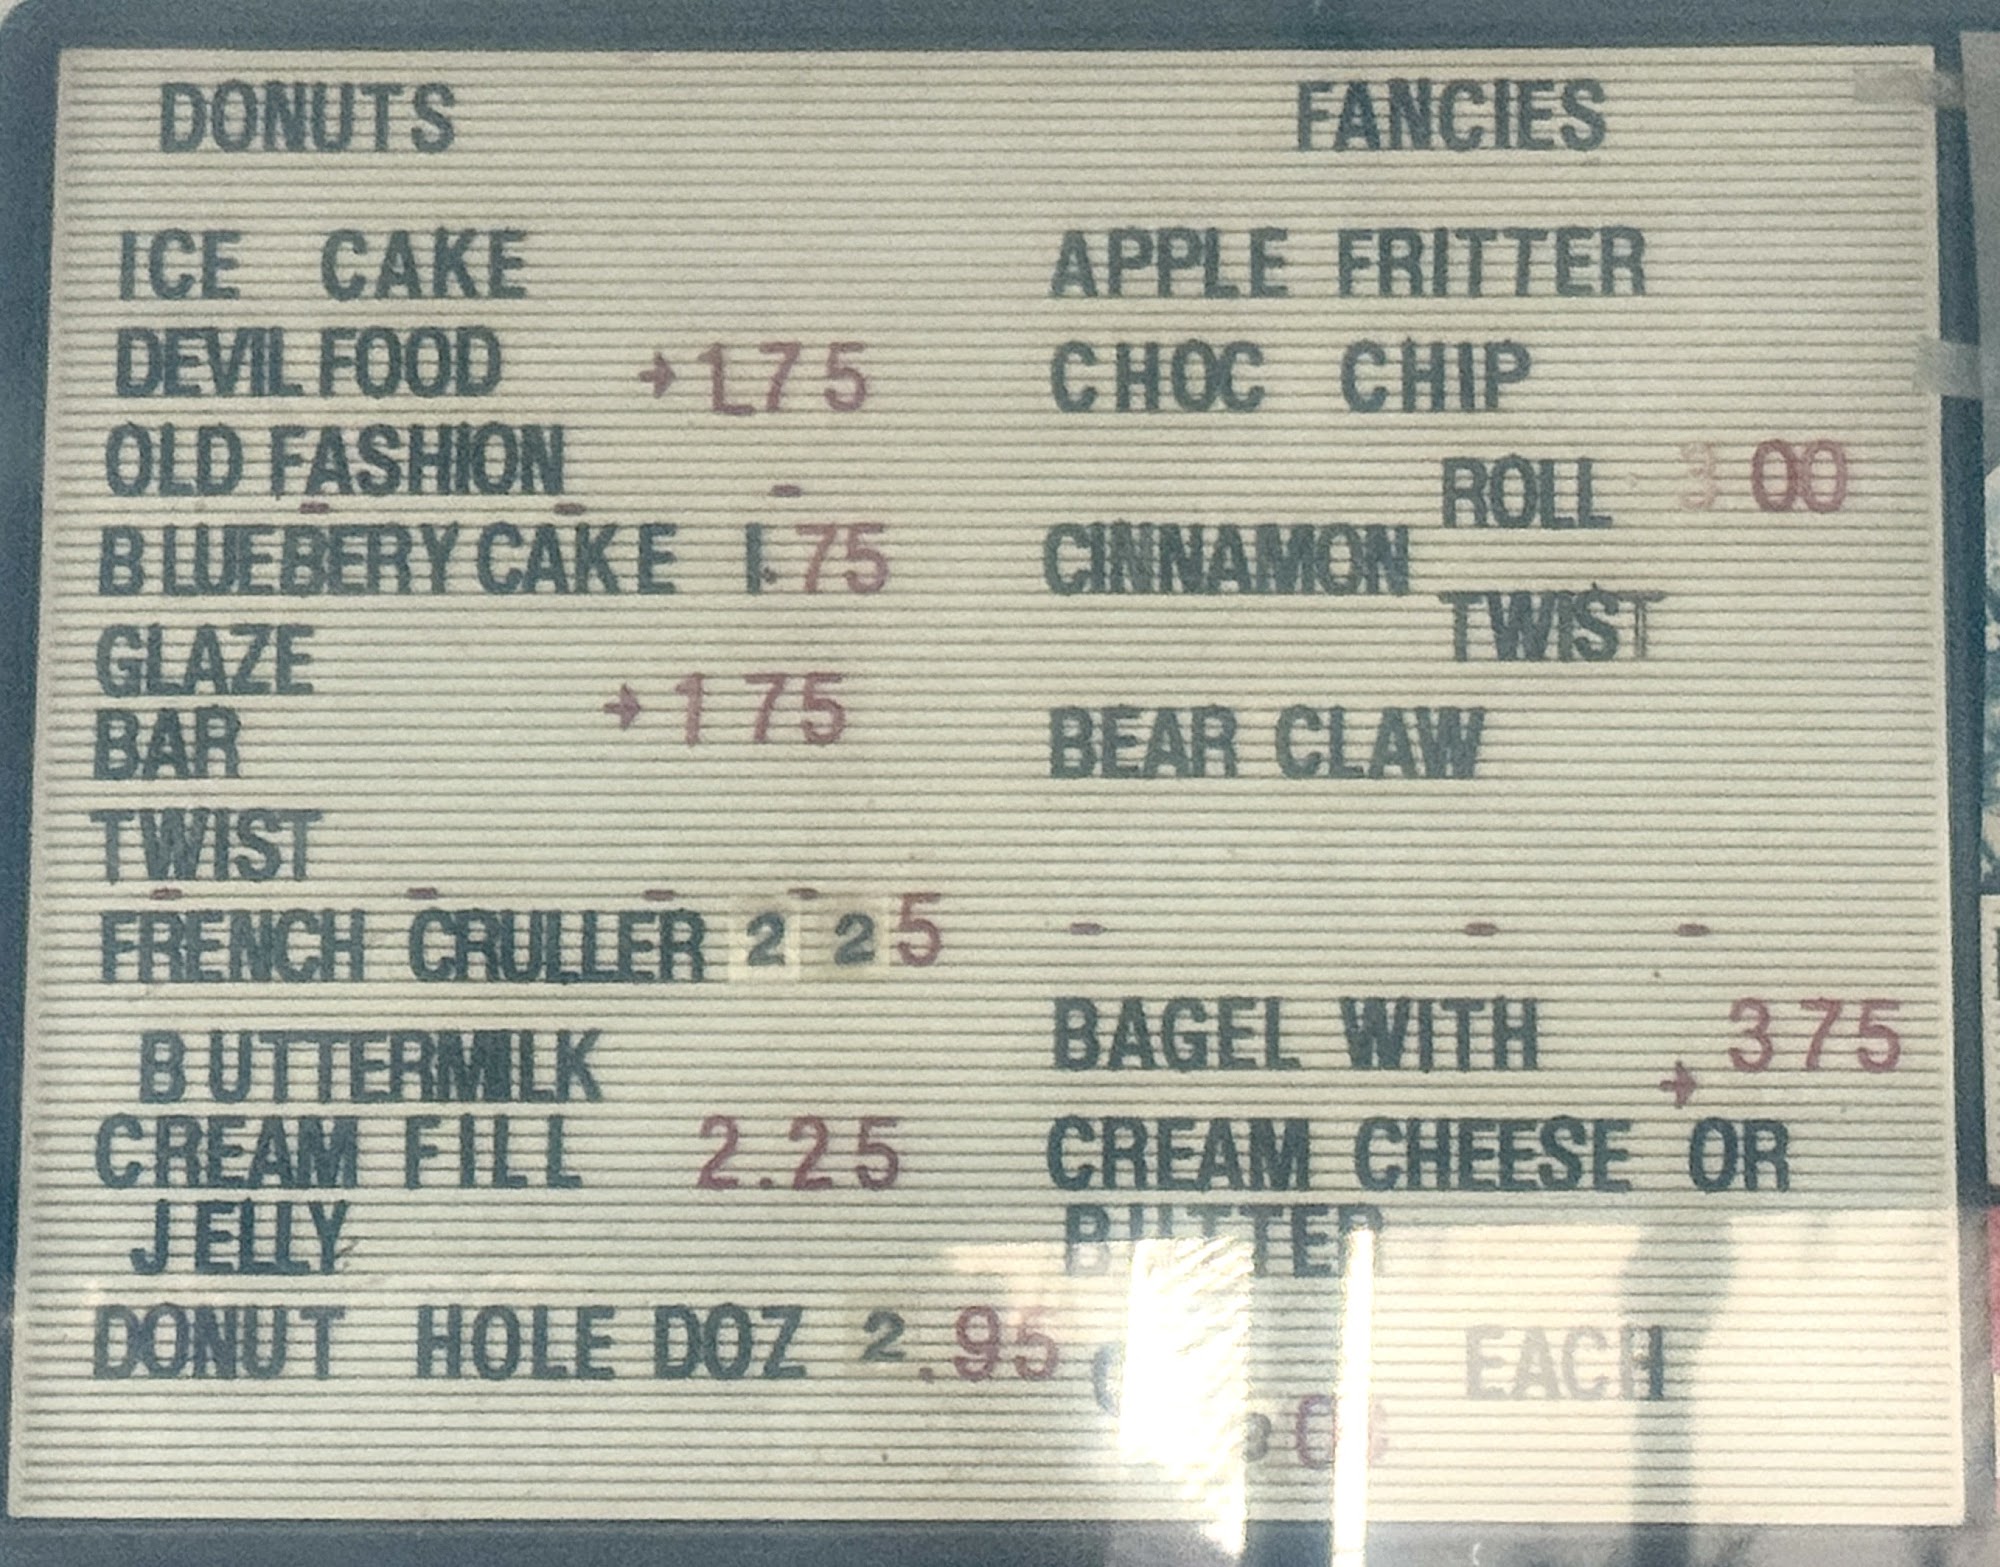 DONUTS
ICE CAKE
DEVIL FOOD → 1.75
OLD FASHION
- - -
BLUEBERY CAKE 1.75
GLAZE
→ 1 75
BAR
TWIST
- - - -
FRENCH CRULLER 2 25
BUTTERMILK
CREAM FILL 2.25
JELLY
DONUT HOLE DOZ 2.95
FANCIES
APPLE FRITTER
CHOC CHIP
ROLL 3 00
CINNAMON
TWIST
BEAR CLAW
- - -
BAGEL WITH → 3 75
CREAM CHEESE OR
BUTTER
EACH